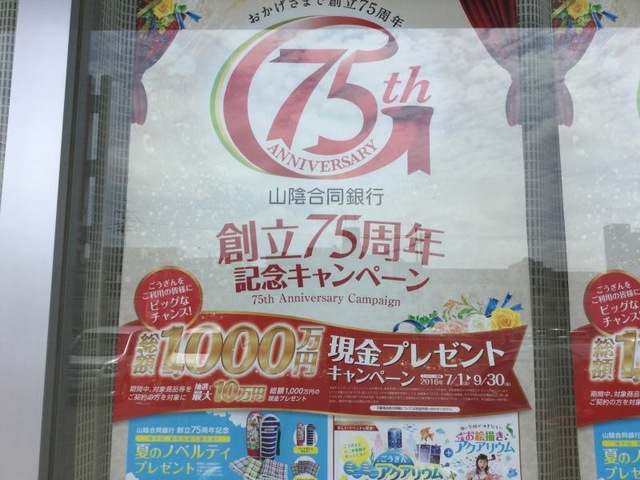 おかげさまで創立75周年
75th
ANNIVERSARY
山陰合同銀行
創立75周年
記念キャンペーン
75th Anniversary Campaign
ごうぎんを
ご利用の皆様に
ビッグな
チャンス!
総額1,000万円
現金プレゼント
キャンペーン
2016年7/1 9/30
期間中、対象商品等を
ご契約の方を対象に
抽選で
最大10万円
総額1,000万円の
現金プレゼント
山陰合同銀行 創立75周年記念
夏のノベルティ
プレゼント
ごうぎん
アクアリウム
+
お絵描き
アクアリウム